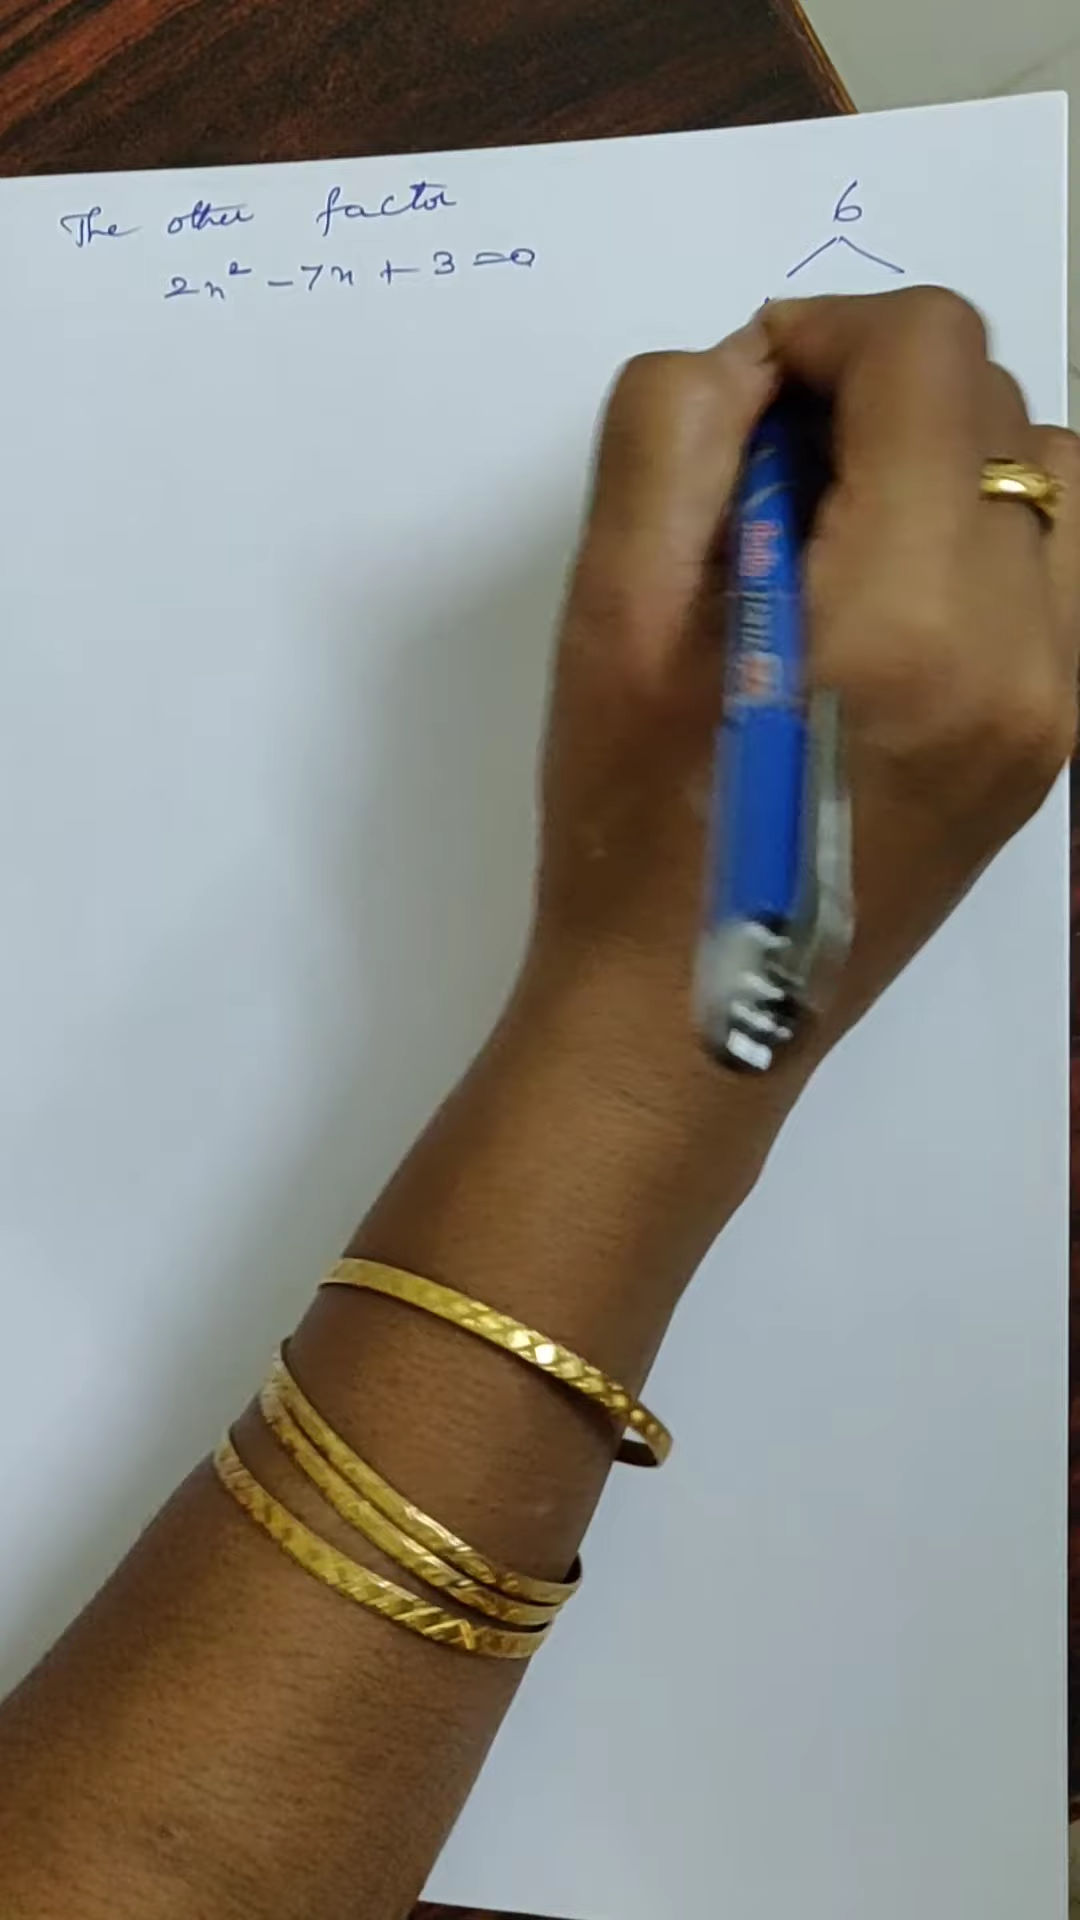 The other factor
2x² - 7x + 3 = 0
6